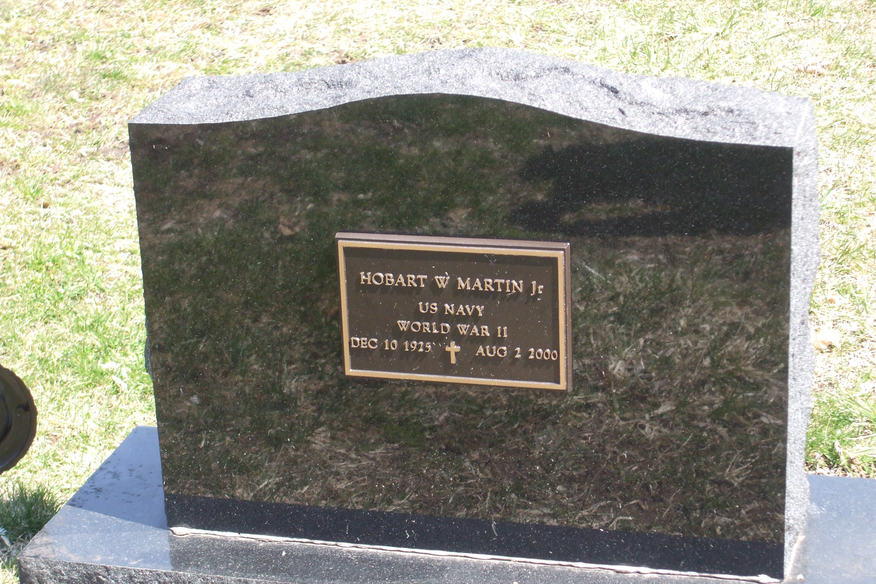 HOBART W MARTIN Jr
US NAVY
WORLD WAR II
DEC 10 1925 AUG 2 2000